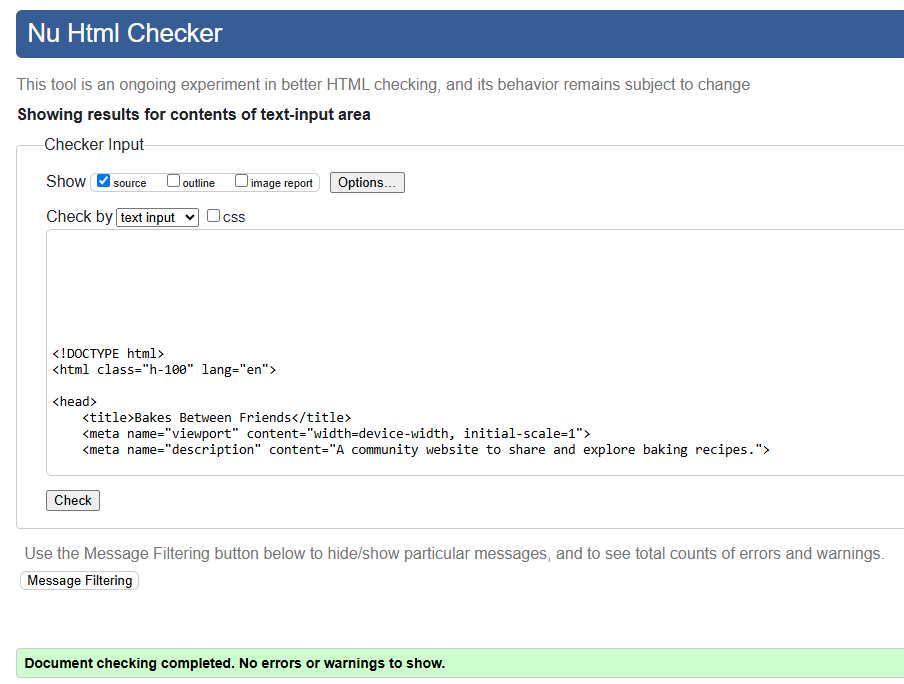 Nu Html Checker
This tool is an ongoing experiment in better HTML checking, and its behavior remains subject to change
Showing results for contents of text-input area
Checker Input
Show source outline image report Options...
Check by text input css
<!DOCTYPE html>
<html class="h-100" lang="en">
<head>
    <title>Bakes Between Friends</title>
    <meta name="viewport" content="width=device-width, initial-scale=1">
    <meta name="description" content="A community website to share and explore baking recipes.">
Check
Use the Message Filtering button below to hide/show particular messages, and to see total counts of errors and warnings.
Message Filtering
Document checking completed. No errors or warnings to show.